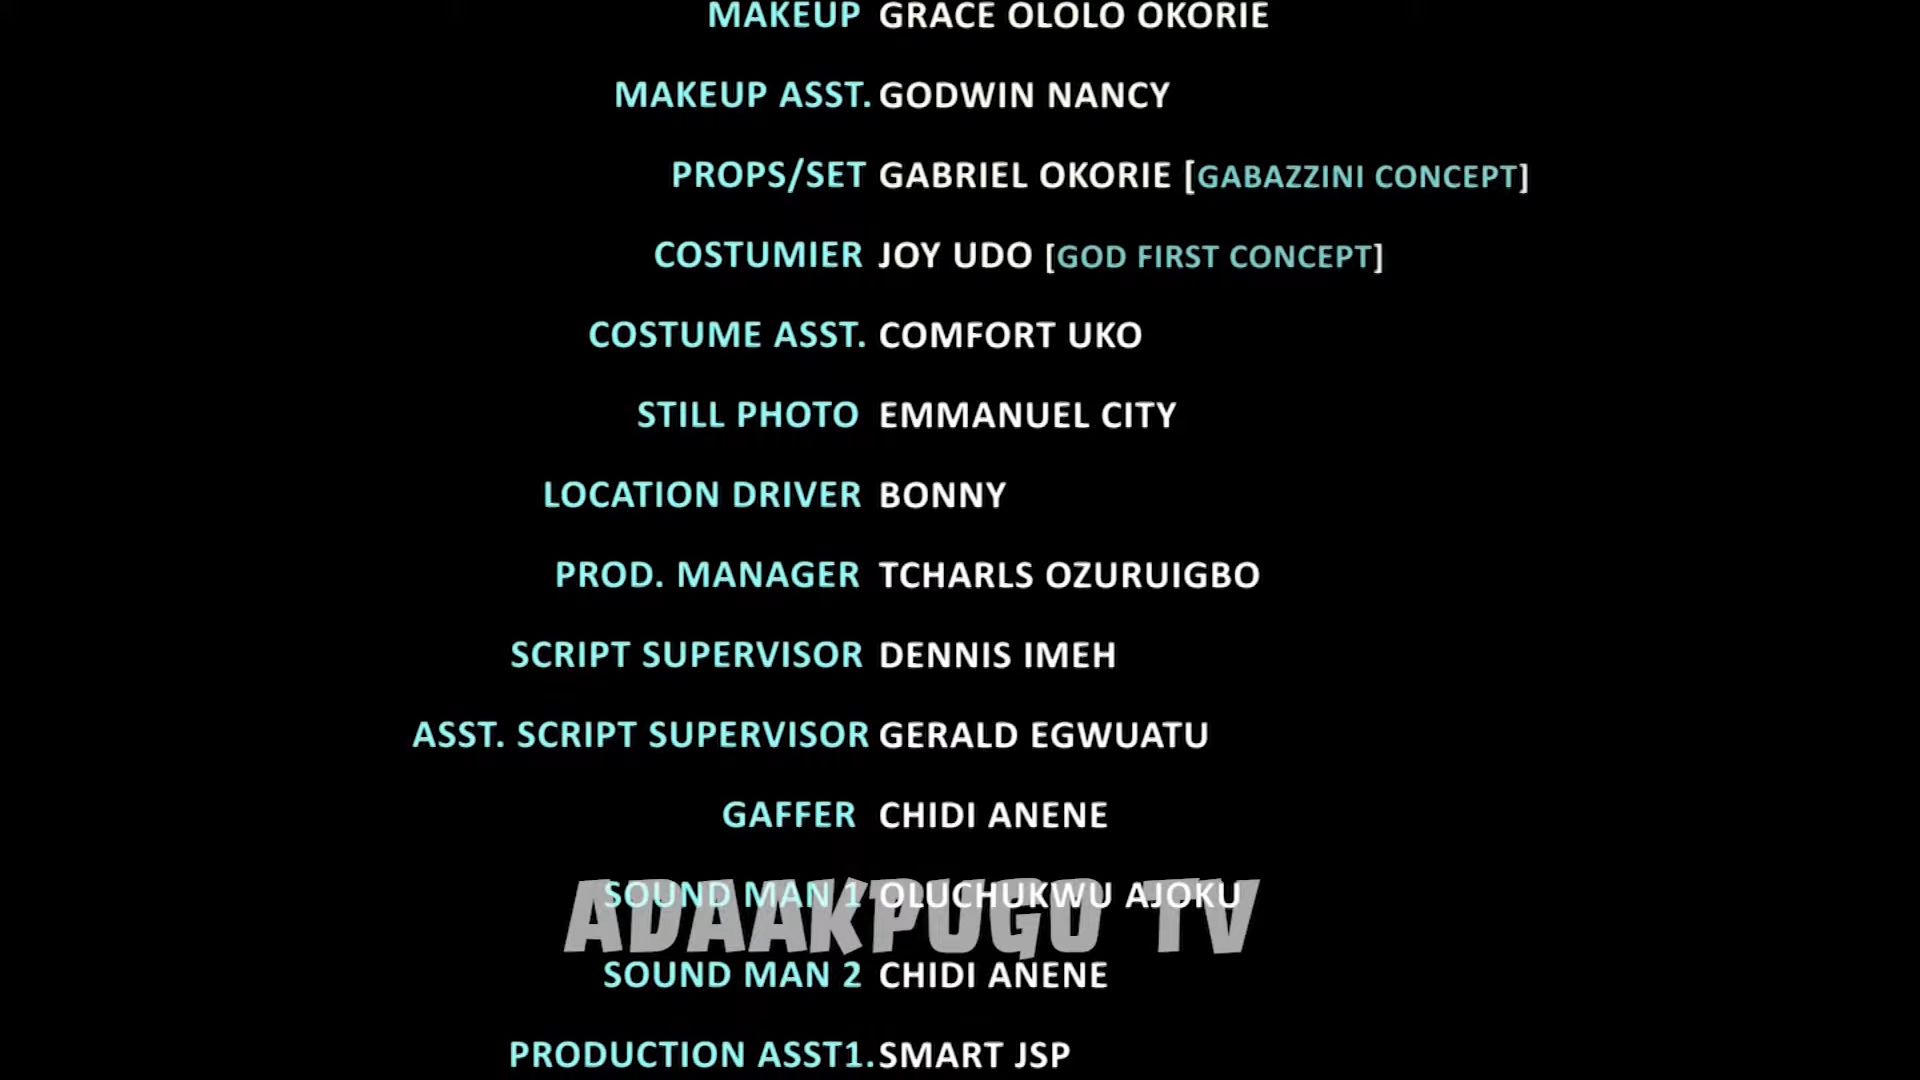 MAKEUP GRACE OLOLO OKORIE
MAKEUP ASST. GODWIN NANCY
PROPS/SET GABRIEL OKORIE [GABAZZINI CONCEPT]
COSTUMIER JOY UDO [GOD FIRST CONCEPT]
COSTUME ASST. COMFORT UKO
STILL PHOTO EMMANUEL CITY
LOCATION DRIVER BONNY
PROD. MANAGER TCHARLS OZURUIGBO
SCRIPT SUPERVISOR DENNIS IMEH
ASST. SCRIPT SUPERVISOR GERALD EGWUATU
GAFFER CHIDI ANENE
SOUND MAN 1 OLUCHUKWU AJOKU
ADAAKPUGO TV
SOUND MAN 2 CHIDI ANENE
PRODUCTION ASST1. SMART JSP